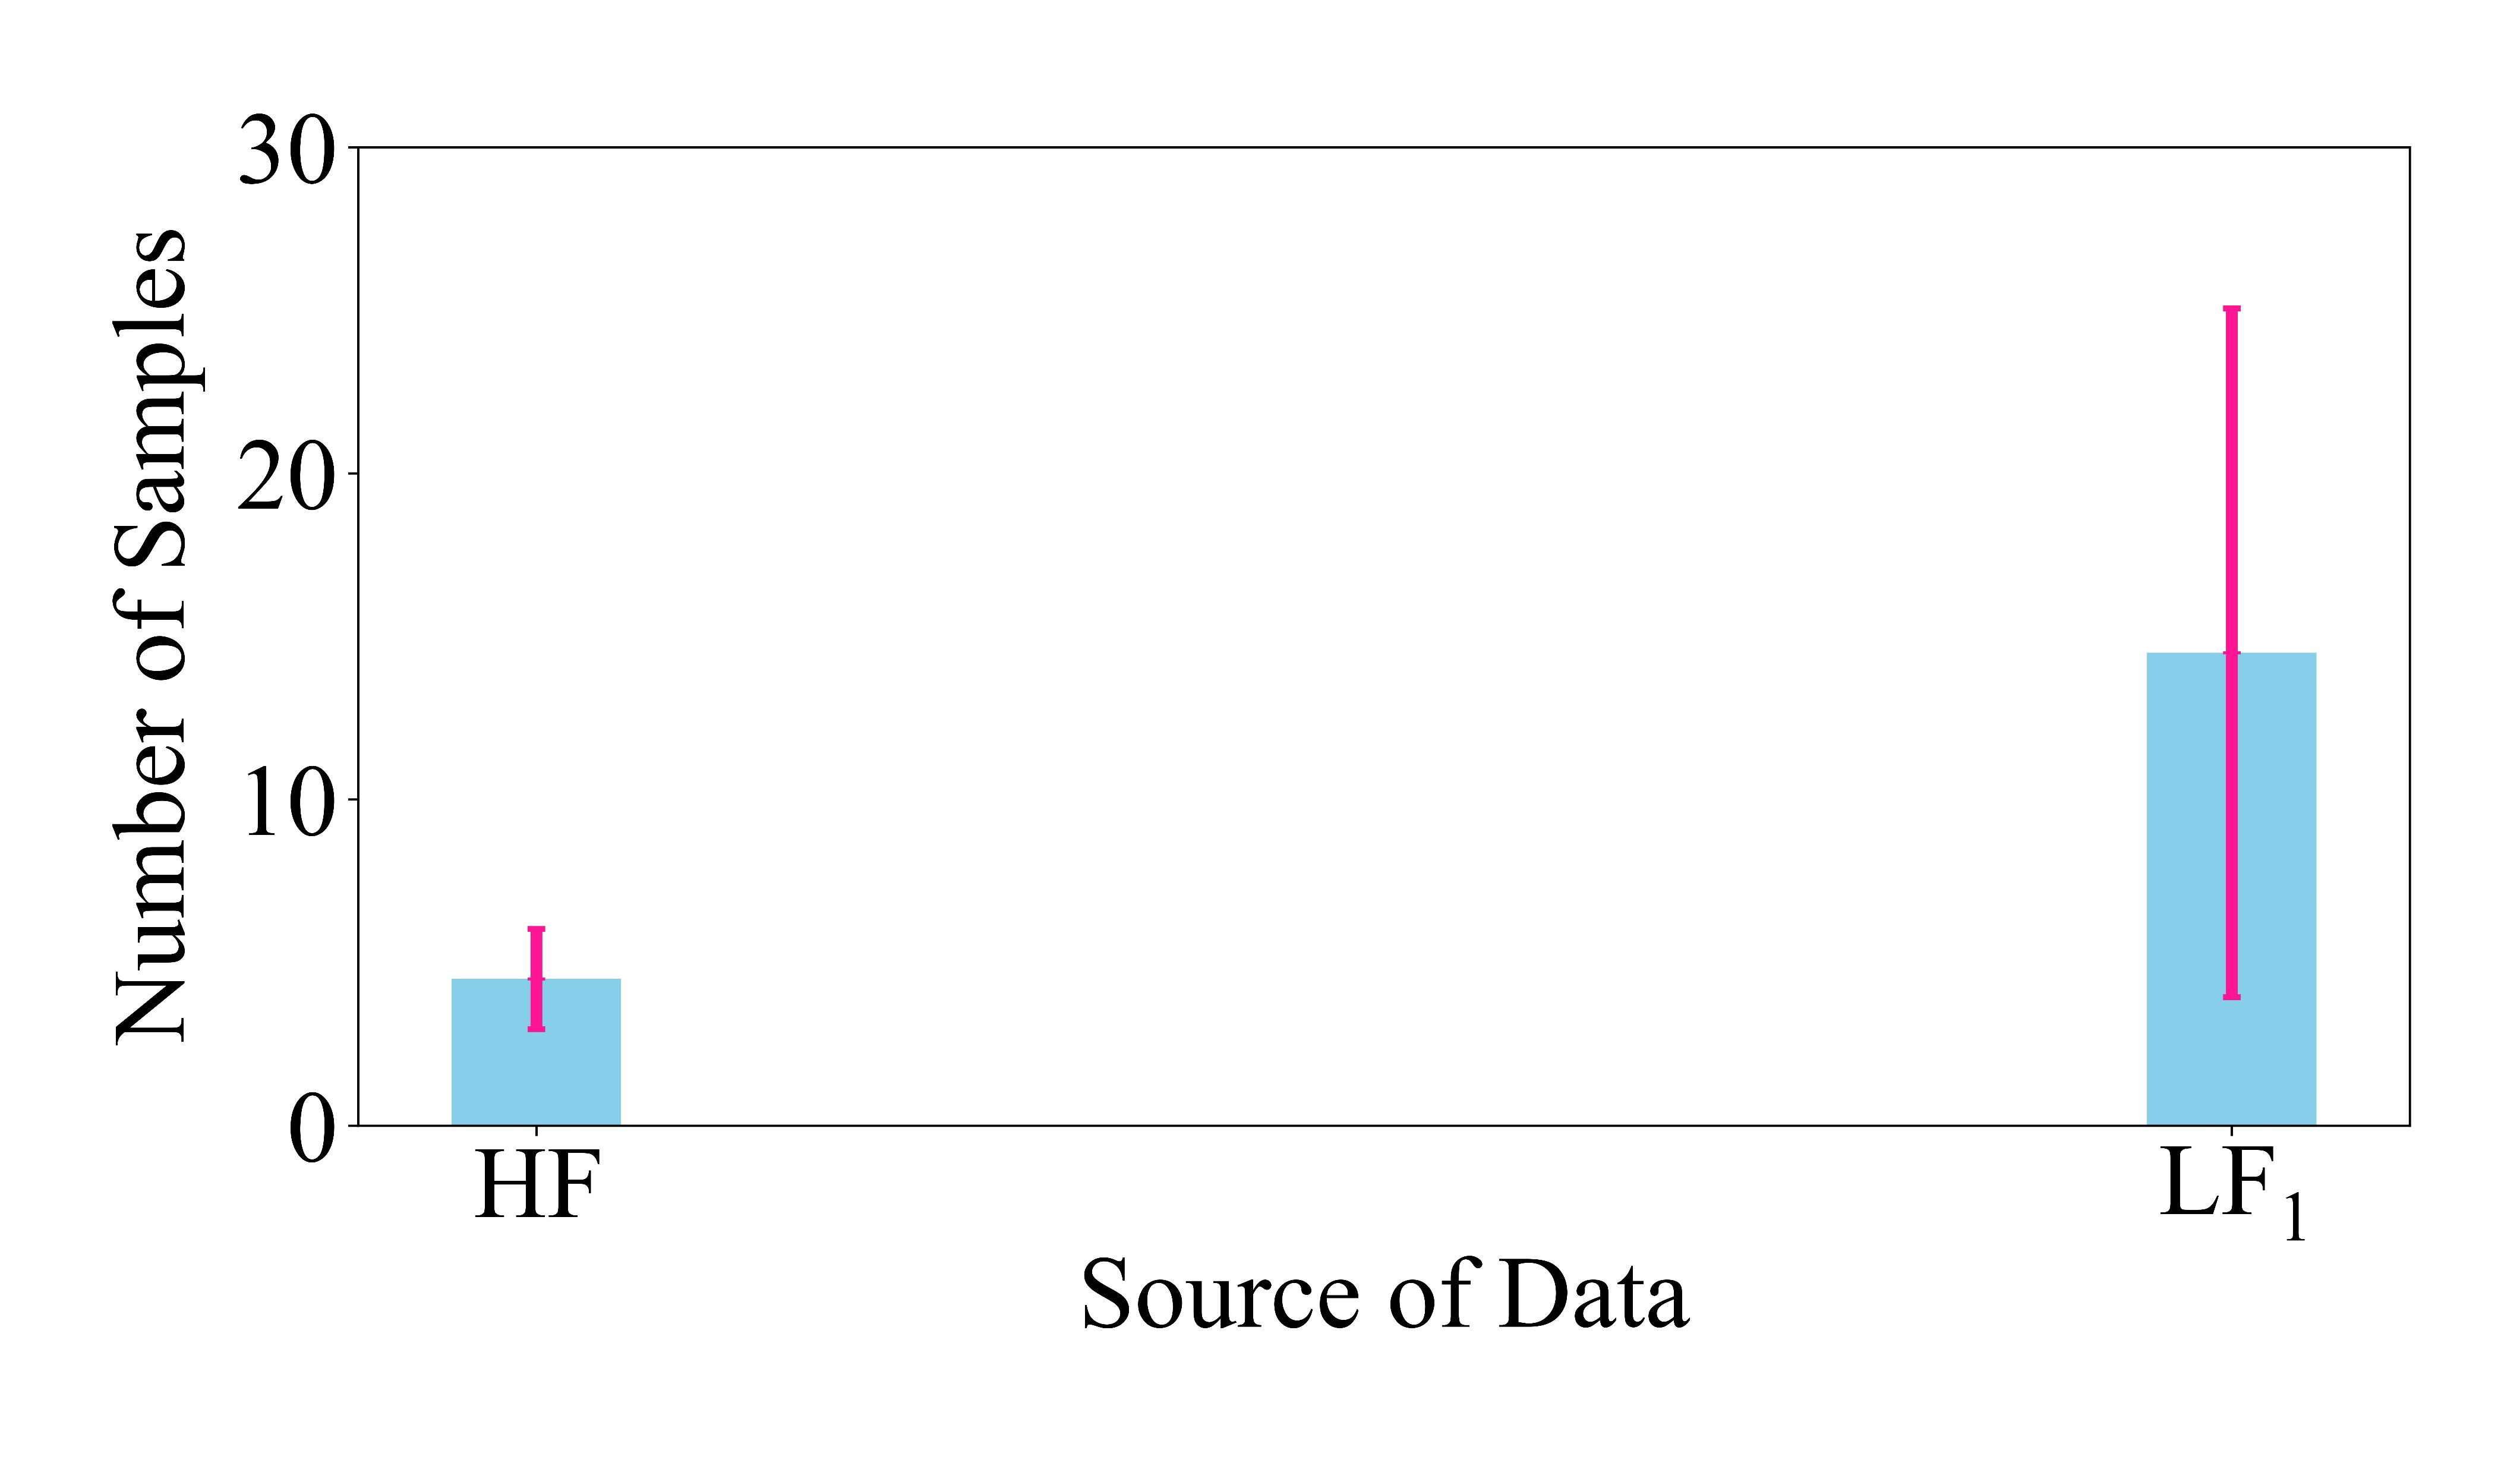 Number of Samples
30
20
10
0
HF
LF₁
Source of Data